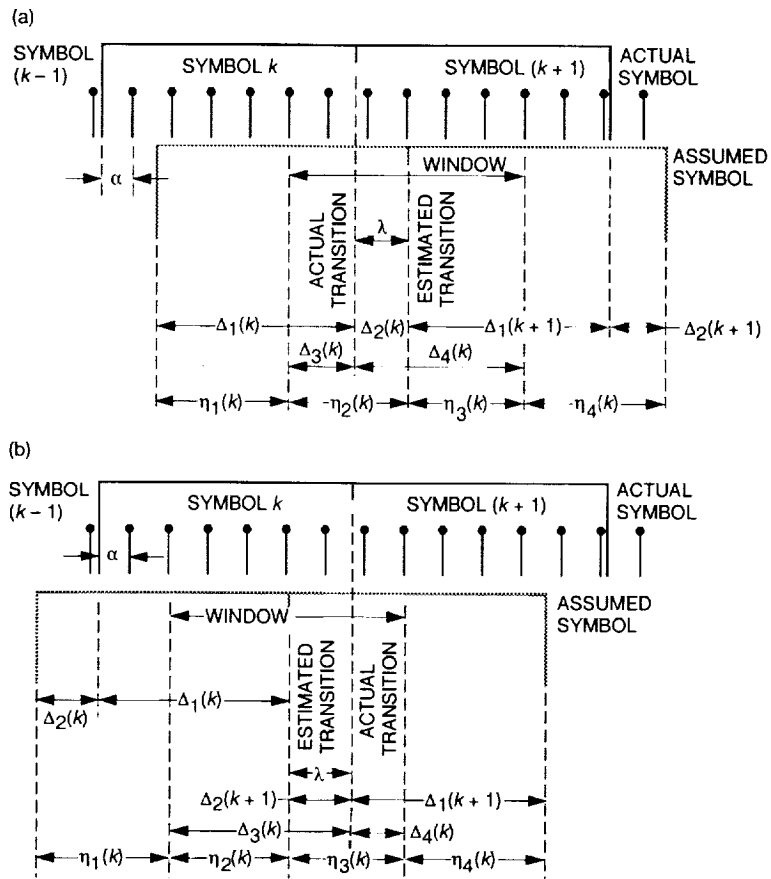 (a)
SYMBOL
(k−1)
SYMBOL k
SYMBOL (k+1)
ACTUAL
SYMBOL
α
WINDOW
ASSUMED
SYMBOL
ACTUAL
TRANSITION
λ
ESTIMATED
TRANSITION
Δ1(k)
Δ2(k)
Δ1(k+1)
Δ2(k+1)
Δ3(k)
Δ4(k)
η1(k)
η2(k)
η3(k)
η4(k)
(b)
SYMBOL
(k−1)
SYMBOL k
SYMBOL (k+1)
ACTUAL
SYMBOL
α
WINDOW
ASSUMED
SYMBOL
ESTIMATED
TRANSITION
ACTUAL
TRANSITION
Δ2(k)
Δ1(k)
λ
Δ2(k+1)
Δ1(k+1)
Δ3(k)
Δ4(k)
η1(k)
η2(k)
η3(k)
η4(k)